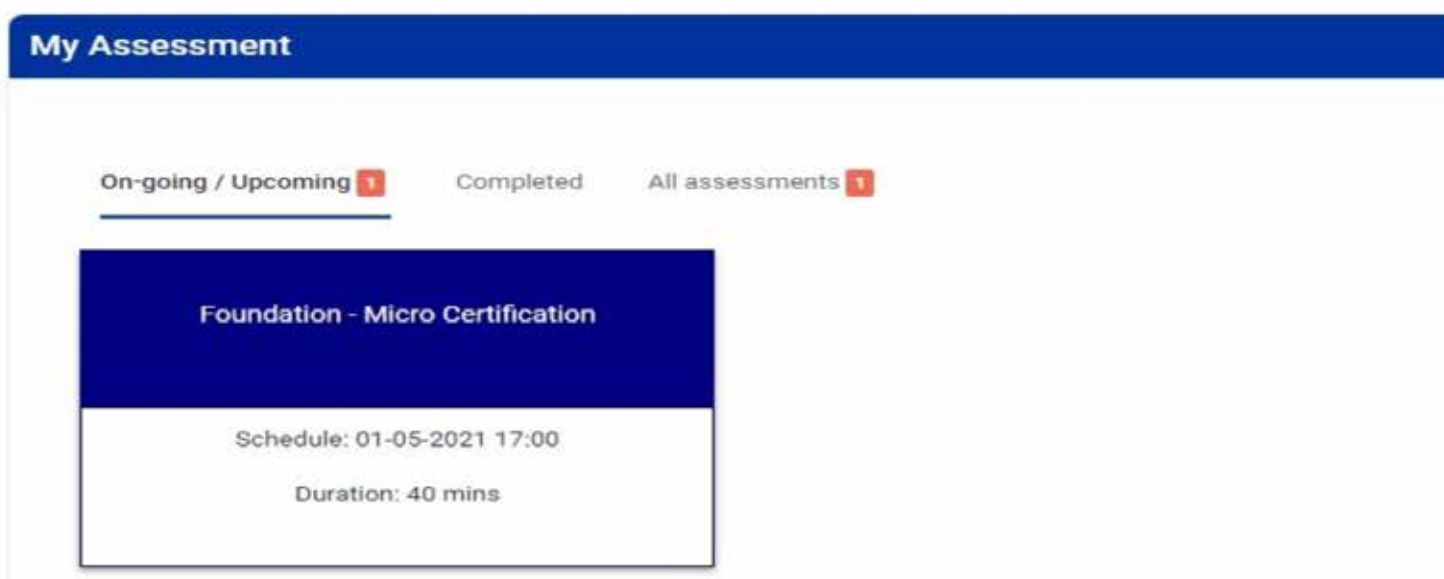 My Assessment
On-going / Upcoming 1 Completed All assessments 1
Foundation - Micro Certification
Schedule: 01-05-2021 17:00
Duration: 40 mins